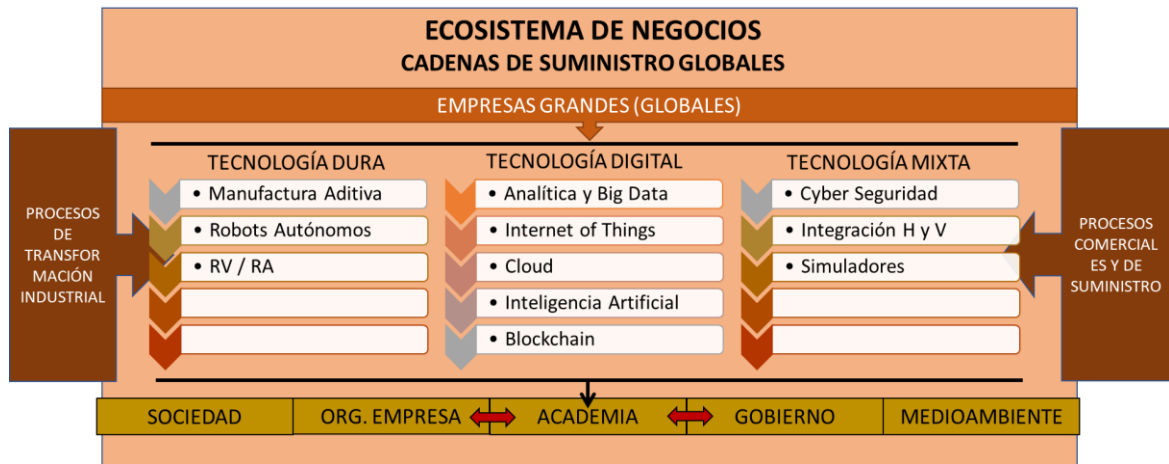 ECOSISTEMA DE NEGOCIOS
CADENAS DE SUMINISTRO GLOBALES
EMPRESAS GRANDES (GLOBALES)
PROCESOS
DE
TRANSFOR
MACIÓN
INDUSTRIAL
TECNOLOGÍA DURA
• Manufactura Aditiva
• Robots Autónomos
• RV / RA
TECNOLOGÍA DIGITAL
• Analítica y Big Data
• Internet of Things
• Cloud
• Inteligencia Artificial
• Blockchain
TECNOLOGÍA MIXTA
• Cyber Seguridad
• Integración H y V
• Simuladores
PROCESOS
COMERCIAL
ES Y DE
SUMINISTRO
SOCIEDAD
ORG. EMPRESA
ACADEMIA
GOBIERNO
MEDIOAMBIENTE